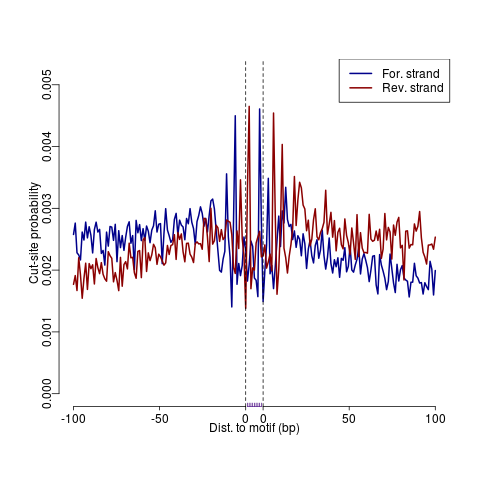 For. strand
Rev. strand
0.005
0.004
0.003
0.002
0.001
0.000
Cut-site probability
-100 -50 0 0 50 100
Dist. to motif (bp)